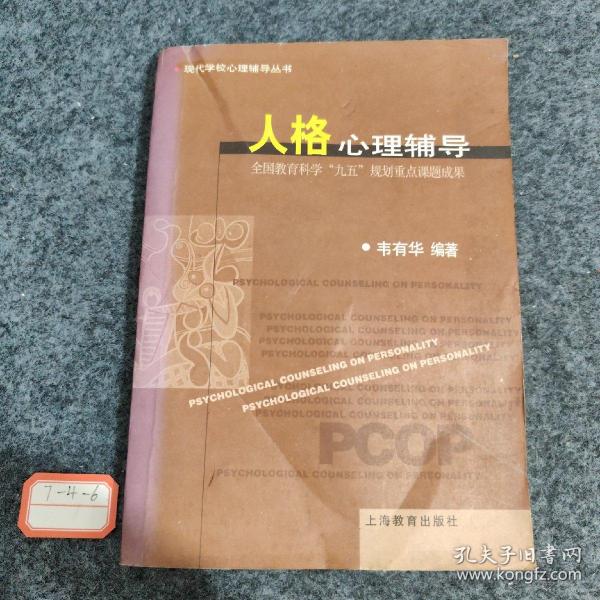 现代学校心理辅导丛书
人格心理辅导
全国教育科学“九五”规划重点课题成果
韦有华 编著
PSYCHOLOGICAL COUNSELING ON PERSONALITY
PSYCHOLOGICAL COUNSELING ON PERSONALITY
PSYCHOLOGICAL COUNSELING ON PERSONALITY
PSYCHOLOGICAL COUNSELING ON PERSONALITY
PSYCHOLOGICAL COUNSELING ON PERSONALITY
PSYCHOLOGICAL COUNSELING ON PERSONALITY
PSYCHOLOGICAL COUNSELING ON PERSONALITY
PCOP
PSYCHOLOGICAL COUNSELING ON PERSONALITY
7-4-6
上海教育出版社
孔夫子旧书网
www.kongfz.com